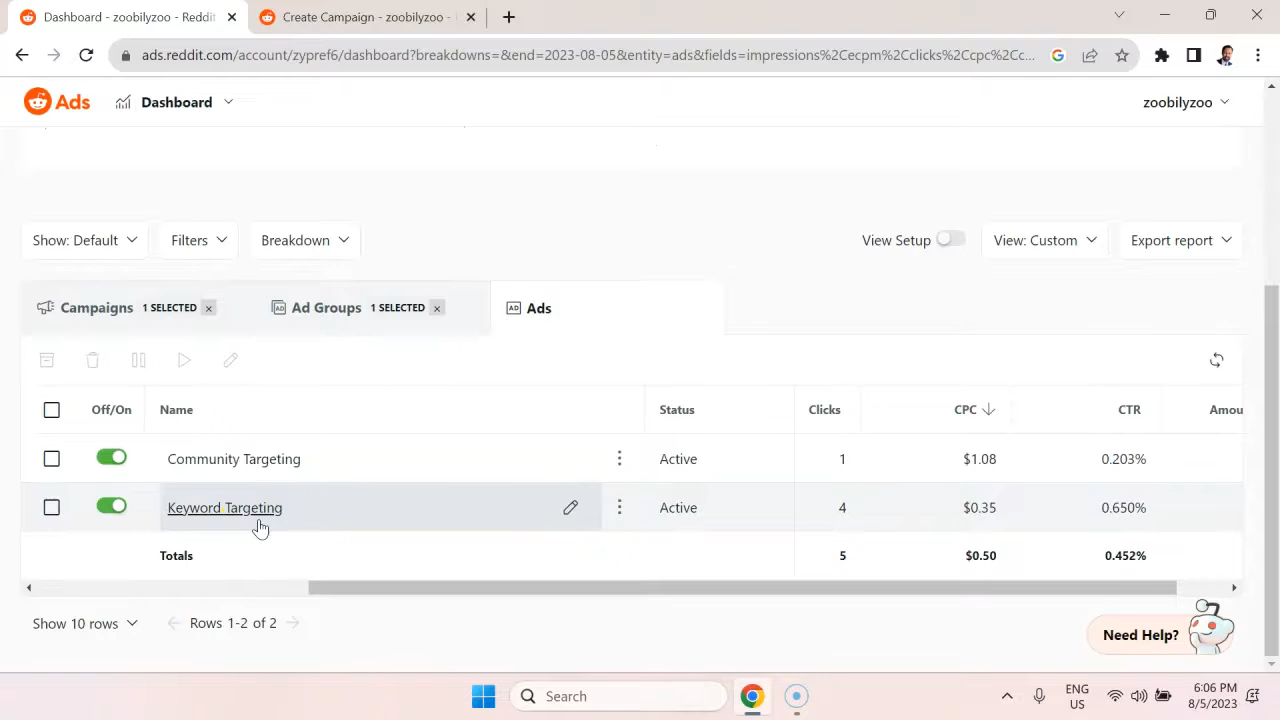 Dashboard - zoobilyzoo - Reddit
Create Campaign - zoobilyzoo -
ads.reddit.com/account/zypref6/dashboard?breakdowns=&end=2023-08-05&entity=ads&fields=impressions%2Cecpm%2Cclicks%2Ccpc%2Cc...
Ads Dashboard zoobilyzoo
Show: Default Filters Breakdown View Setup View: Custom Export report
Campaigns 1 SELECTED Ad Groups 1 SELECTED AD Ads
Off/On Name Status Clicks CPC CTR Amou
Community Targeting Active 1 $1.08 0.203%
Keyword Targeting Active 4 $0.35 0.650%
Totals 5 $0.50 0.452%
Show 10 rows Rows 1-2 of 2
Need Help?
Search
ENG
US
6:06 PM
8/5/2023